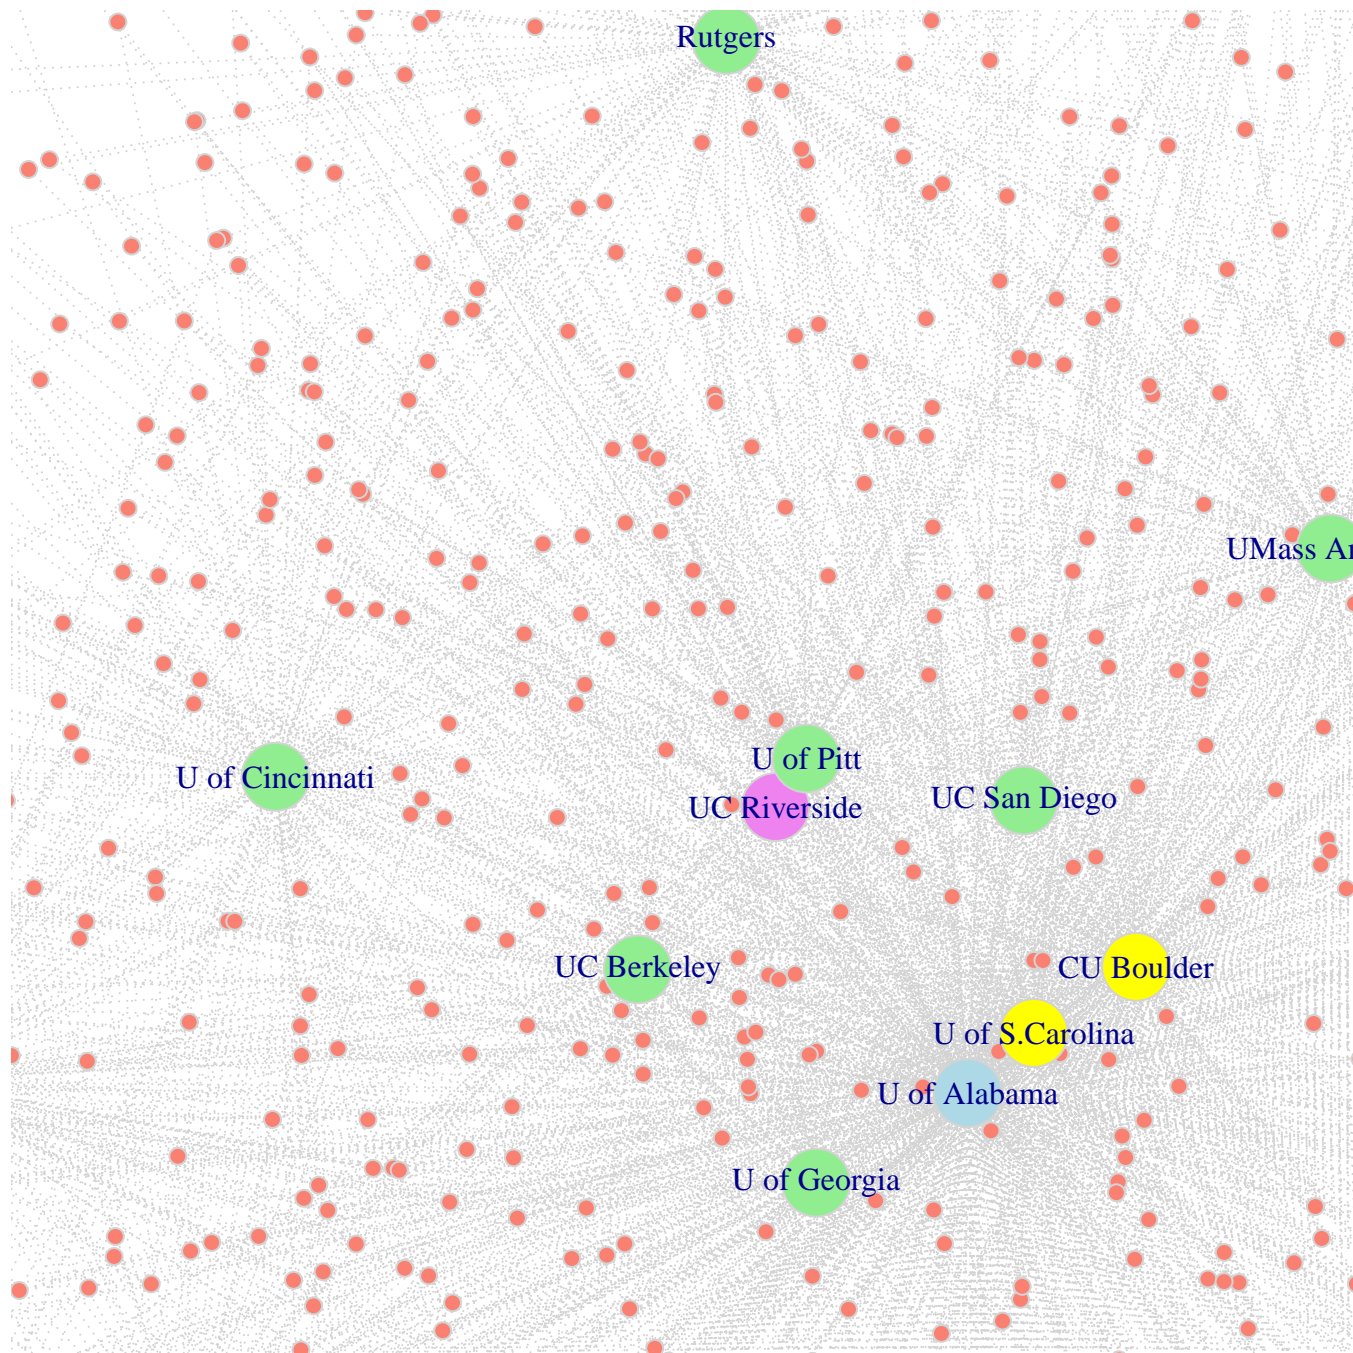 Rutgers
UMass Am
U of Pitt
U of Cincinnati
UC Riverside
UC San Diego
UC Berkeley
CU Boulder
U of S.Carolina
U of Alabama
U of Georgia